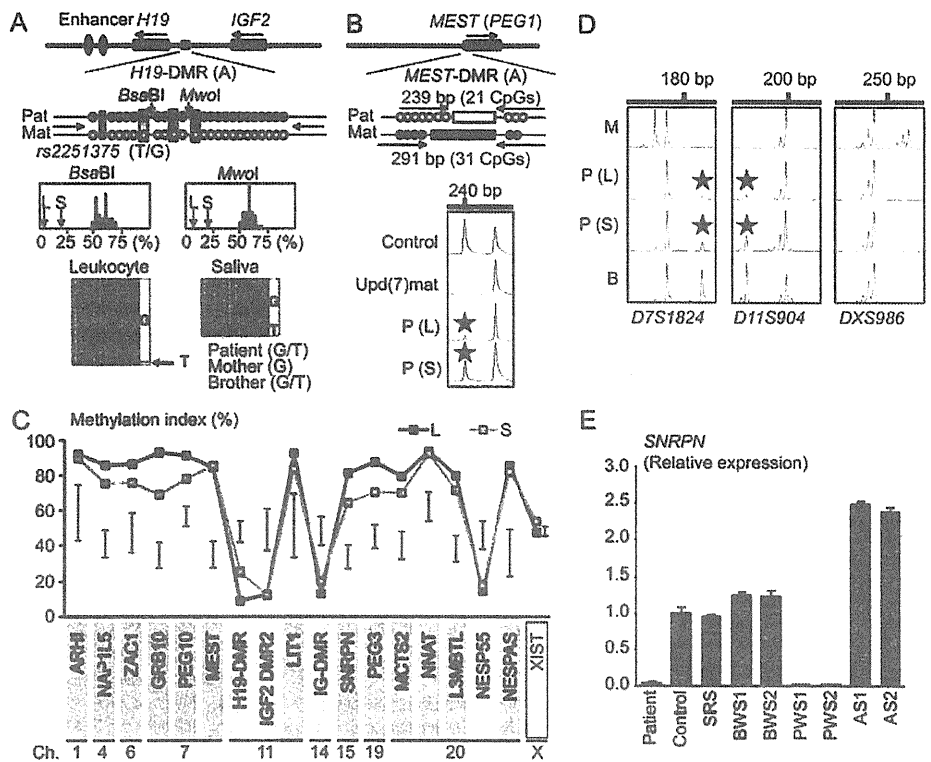 A
Enhancer H19 IGF2
H19-DMR (A)
BsaBI MwoI
Pat
Mat
rs2251375 (T/G)
BsaBI MwoI
L S L S
0 25 50 75 (%) 0 25 50 75 (%)
Leukocyte Saliva
G G
T T
Patient (G/T)
Mother (G)
Brother (G/T)
B
MEST (PEG1)
MEST-DMR (A)
239 bp (21 CpGs)
Pat
Mat
291 bp (31 CpGs)
240 bp
Control
Upd(7)mat
P (L)
P (S)
D
180 bp 200 bp 250 bp
M
P (L)
P (S)
B
D7S1824 D11S904 DXS986
C
Methylation index (%)
L S
100
80
60
40
20
0
ARHI NAP1L5 ZAC1 GRB10 PEG10 MEST H19-DMR IGF2 DMR2 LIT1 IG-DMR SNRPN PEG3 MCTS2 NNAT L3MBTL NESP55 NESPAS XIST
Ch. 1 4 6 7 11 14 15 19 20 X
E
SNRPN
(Relative expression)
3.0
2.5
2.0
1.5
1.0
0.5
0.0
Patient Control SRS BWS1 BWS2 PWS1 PWS2 AS1 AS2